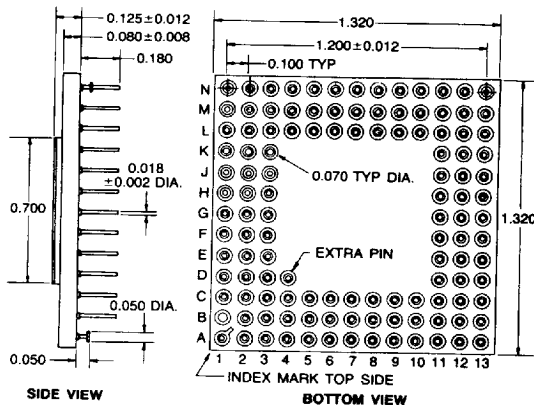 0.125±0.012
0.080±0.008
0.180
1.320
1.200±0.012
0.100 TYP
N
M
L
K
J
H
G
F
E
D
C
B
A
0.018
±0.002 DIA.
0.700
0.070 TYP DIA.
1.320
EXTRA PIN
0.050 DIA.
0.050
1 2 3 4 5 6 7 8 9 10 11 12 13
INDEX MARK TOP SIDE
SIDE VIEW
BOTTOM VIEW